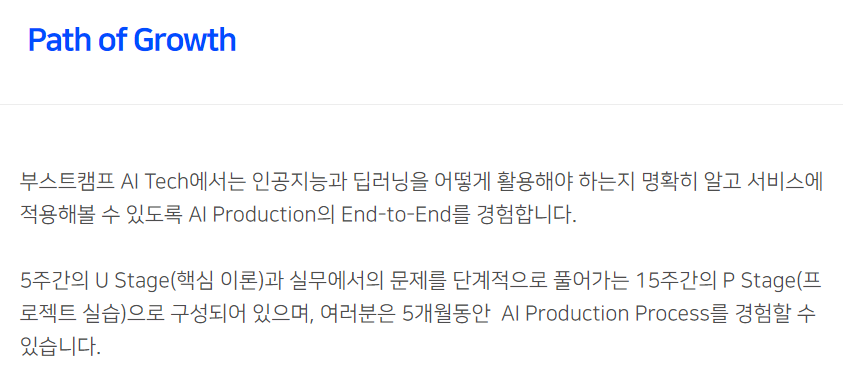 Path of Growth
부스트캠프 AI Tech에서는 인공지능과 딥러닝을 어떻게 활용해야 하는지 명확히 알고 서비스에
적용해볼 수 있도록 AI Production의 End-to-End를 경험합니다.
5주간의 U Stage(핵심 이론)과 실무에서의 문제를 단계적으로 풀어가는 15주간의 P Stage(프
로젝트 실습)으로 구성되어 있으며, 여러분은 5개월동안  AI Production Process를 경험할 수
있습니다.